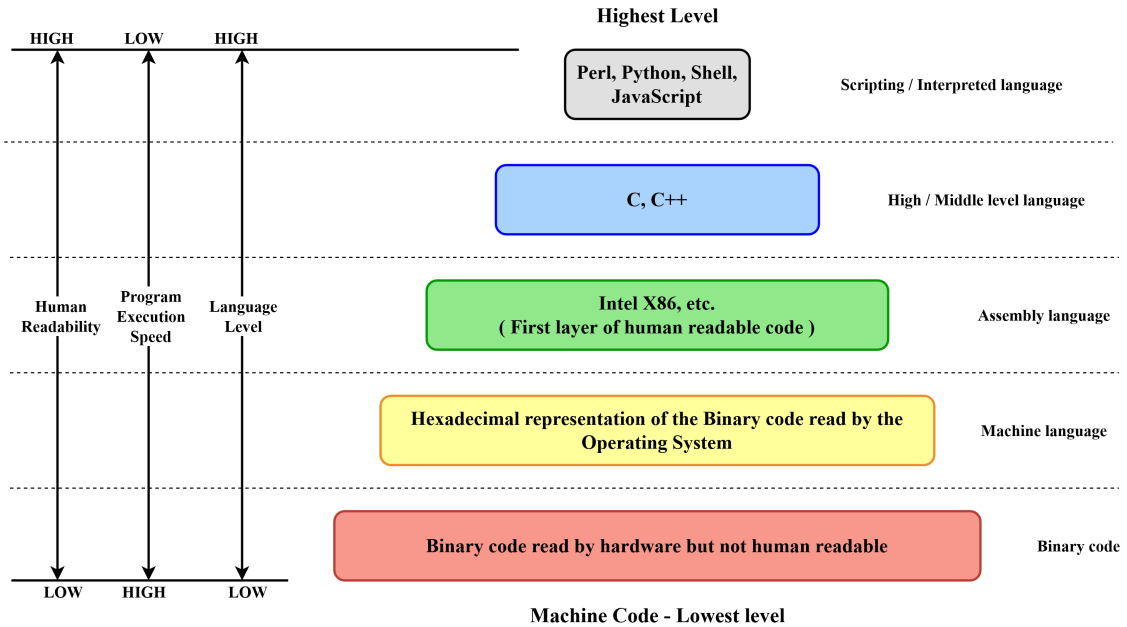 Highest Level
HIGH
LOW
HIGH
Perl, Python, Shell,
JavaScript
Scripting / Interpreted language
C, C++
High / Middle level language
Human
Readability
Program
Execution
Speed
Language
Level
Intel X86, etc.
( First layer of human readable code )
Assembly language
Hexadecimal representation of the Binary code read by the
Operating System
Machine language
Binary code read by hardware but not human readable
Binary code
LOW
HIGH
LOW
Machine Code - Lowest level